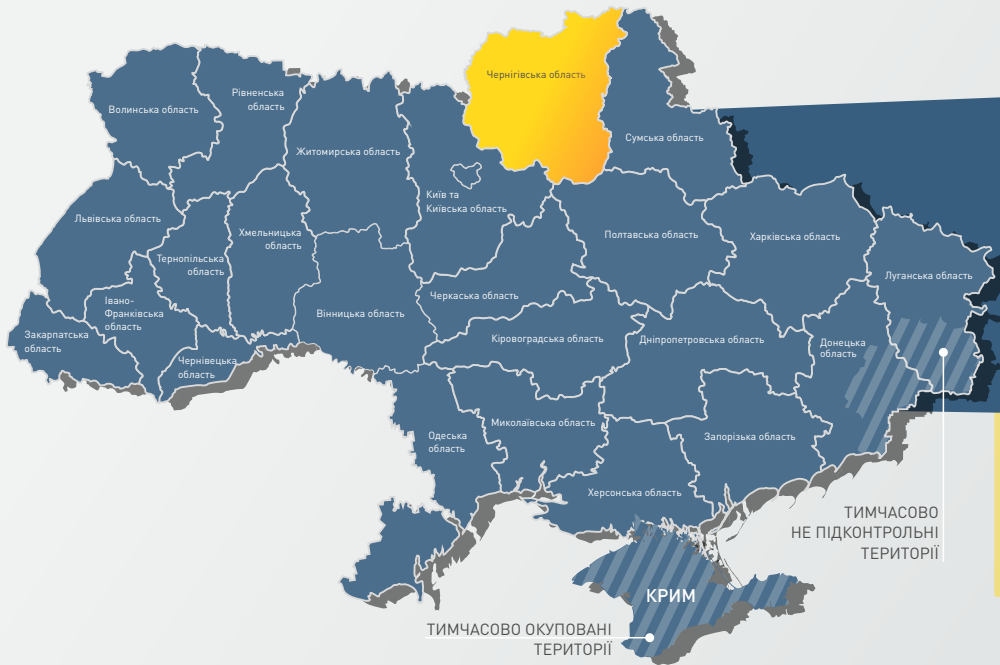 Чернігівська область
Волинська область
Рівненська
область
Житомирська область
Сумська область
Київ та
Київська область
Львівська область
Хмельницька
область
Тернопільська
область
Полтавська область
Харківська область
Луганська область
Івано-
Франківська
область
Черкаська область
Вінницька область
Закарпатська
область
Чернівецька
область
Кіровоградська область
Дніпропетровська область
Донецька
область
Одеська
область
Миколаївська область
Запорізька область
Херсонська область
ТИМЧАСОВО
НЕ ПІДКОНТРОЛЬНІ
ТЕРИТОРІЇ
КРИМ
ТИМЧАСОВО ОКУПОВАНІ
ТЕРИТОРІЇ